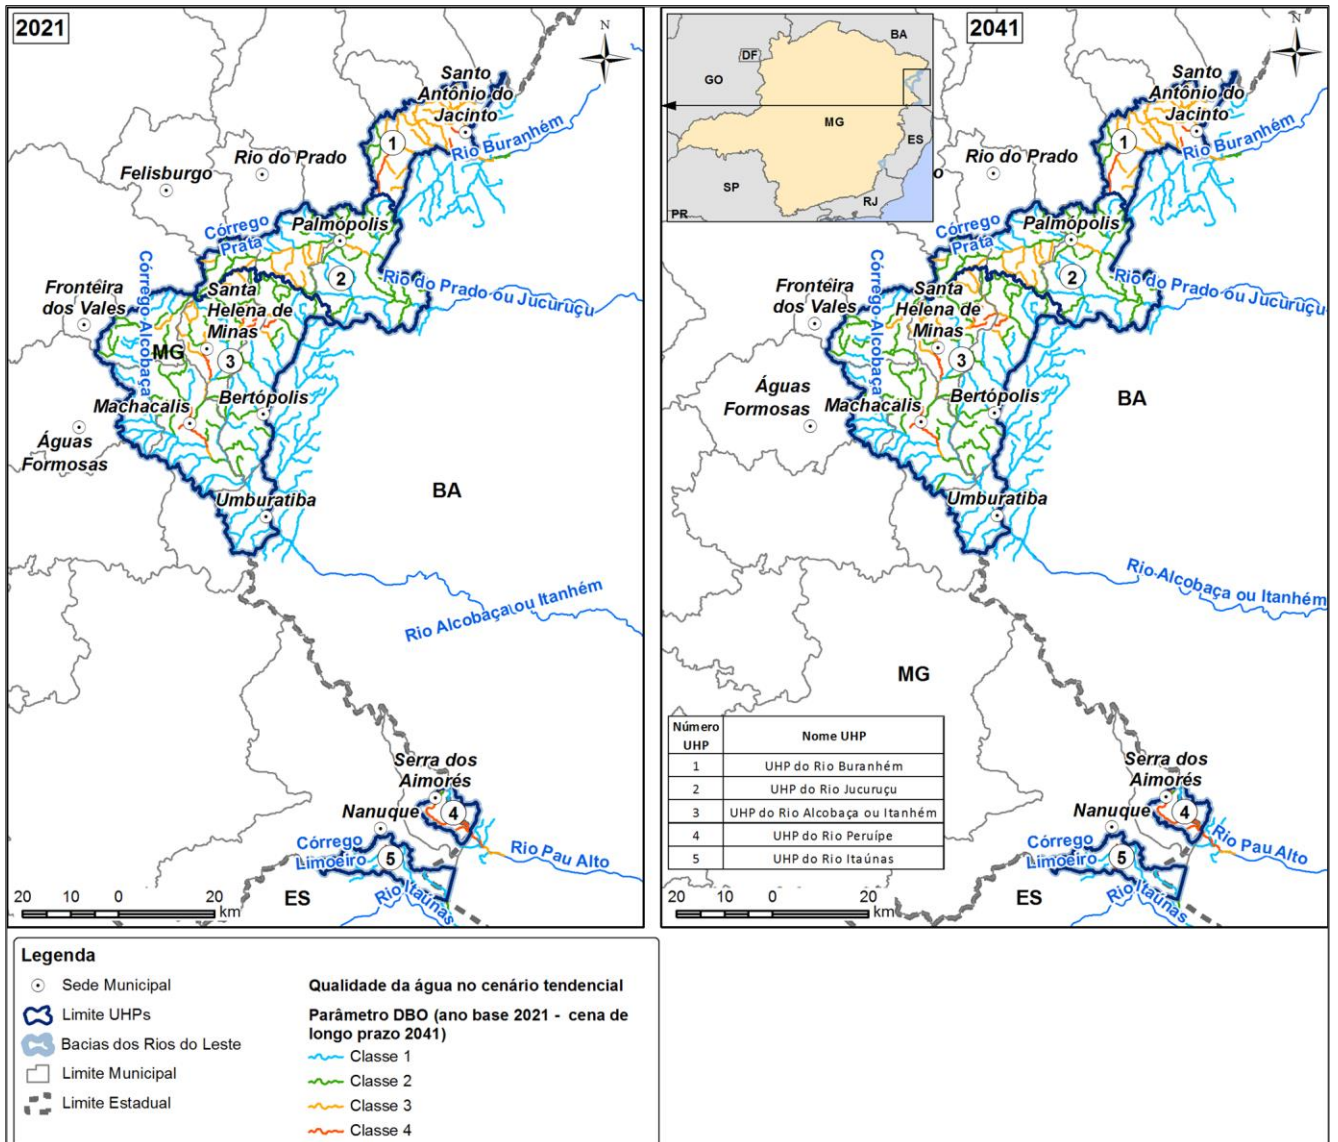 2021
N
Santo
Antônio do
Jacinto
1
Rio Buranhém
Rio do Prado
Felisburgo
Palmópolis
Córrego
Prata
2
Rio do Prado ou Jucuruçu
Fronteira
dos Vales
Córrego Alcobaça
Santa
Helena de
Minas
MG
3
Machacalis
Bertópolis
Águas
Formosas
BA
Umburatiba
Rio Alcobaça ou Itanhém
Serra dos
Aimorés
Nanuque
4
Córrego
Limoeiro
5
Rio Pau Alto
Rio Itaúnas
ES
20 10 0 20
km
2041
N
BA
DF
GO
MG
ES
SP
RJ
PR
Santo
Antônio do
Jacinto
1
Rio Buranhém
Rio do Prado
o
Palmópolis
Córrego
Prata
2
Rio do Prado ou Jucuruçu
Fronteira
dos Vales
Córrego Alcobaça
Santa
Helena de
Minas
3
Águas
Formosas
Machacalis
Bertópolis
BA
Umburatiba
Rio Alcobaça ou Itanhém
MG
Número UHP Nome UHP
1 UHP do Rio Buranhém
2 UHP do Rio Jucuruçu
3 UHP do Rio Alcobaça ou Itanhém
4 UHP do Rio Peruípe
5 UHP do Rio Itaúnas
Serra dos
Aimorés
Nanuque
4
Córrego
Limoeiro
5
Rio Pau Alto
Rio Itaúnas
ES
20 10 0 20
km
Legenda
Sede Municipal
Limite UHPs
Bacias dos Rios do Leste
Limite Municipal
Limite Estadual
Qualidade da água no cenário tendencial
Parâmetro DBO (ano base 2021 - cena de
longo prazo 2041)
Classe 1
Classe 2
Classe 3
Classe 4